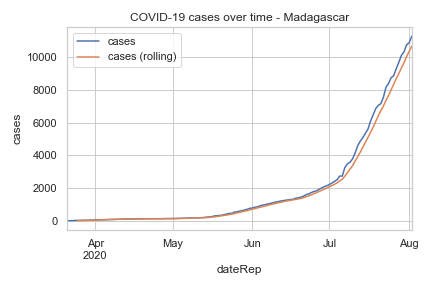 COVID-19 cases over time - Madagascar
cases
cases (rolling)
10000
8000
6000
4000
2000
0
cases
Apr
2020
May
Jun
Jul
Aug
dateRep